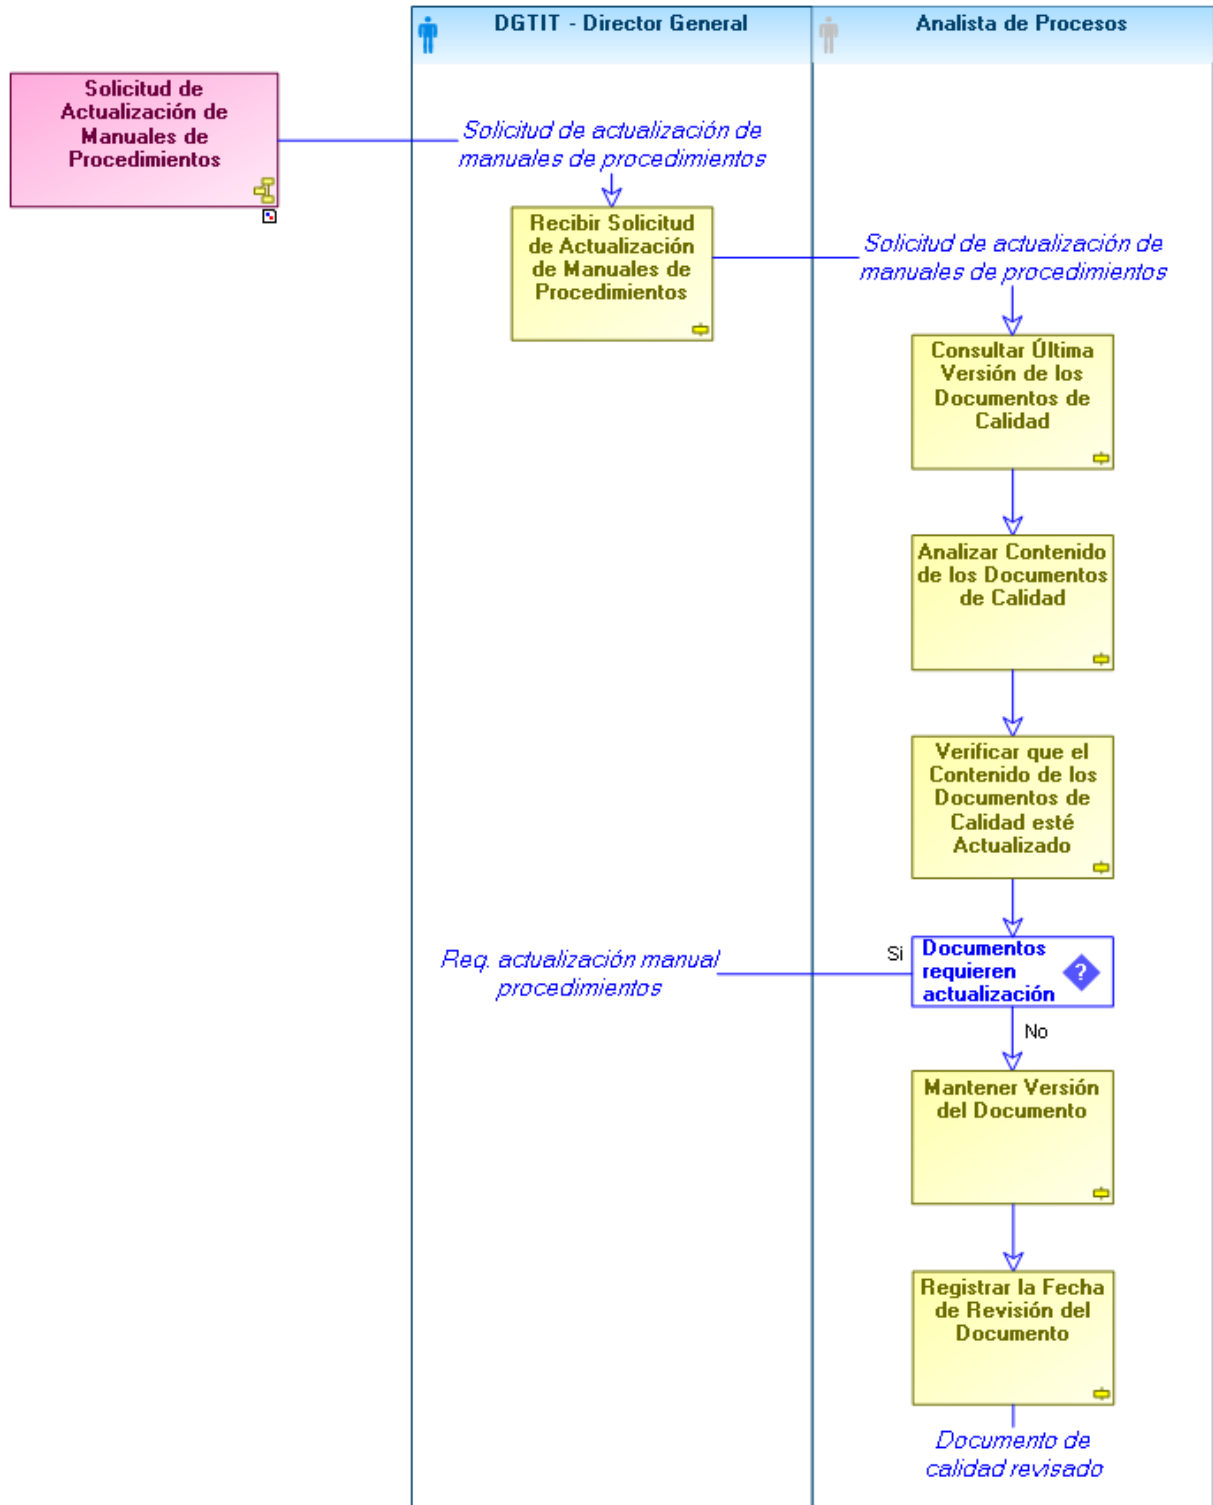 DGTIT - Director General
Analista de Procesos
Solicitud de
Actualización de
Manuales de
Procedimientos
Solicitud de actualización de
manuales de procedimientos
Recibir Solicitud
de Actualización
de Manuales de
Procedimientos
Solicitud de actualización de
manuales de procedimientos
Consultar Última
Versión de los
Documentos de
Calidad
Analizar Contenido
de los Documentos
de Calidad
Verificar que el
Contenido de los
Documentos de
Calidad esté
Actualizado
Req. actualización manual
procedimientos
Si
Documentos
requieren
actualización
?
No
Mantener Versión
del Documento
Registrar la Fecha
de Revisión del
Documento
Documento de
calidad revisado